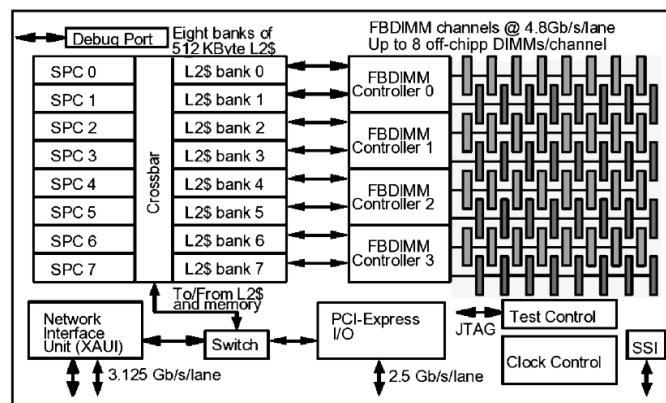 Debug Port
Eight banks of
512 KByte L2$
FBDIMM channels @ 4.8Gb/s/lane
Up to 8 off-chipp DIMMs/channel
SPC 0
SPC 1
SPC 2
SPC 3
SPC 4
SPC 5
SPC 6
SPC 7
Crossbar
L2$ bank 0
L2$ bank 1
L2$ bank 2
L2$ bank 3
L2$ bank 4
L2$ bank 5
L2$ bank 6
L2$ bank 7
FBDIMM
Controller 0
FBDIMM
Controller 1
FBDIMM
Controller 2
FBDIMM
Controller 3
To/From L2$
and memory
Network
Interface
Unit (XAUI)
Switch
PCI-Express
I/O
JTAG
Test Control
Clock Control
SSI
3.125 Gb/s/lane
2.5 Gb/s/lane